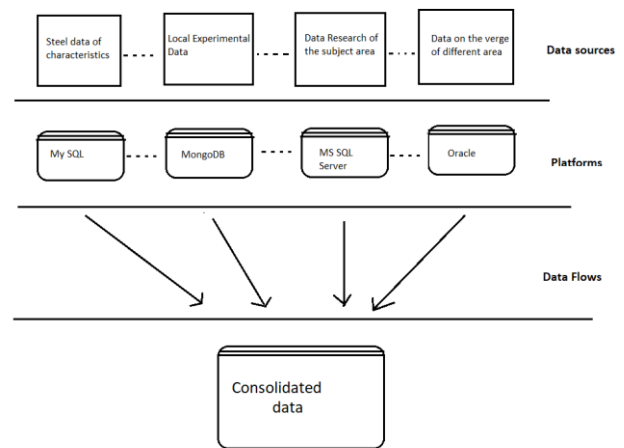 Steel data of
characteristics
Local Experimental
Data
Data Research of
the subject area
Data on the verge
of different area
Data sources
My SQL
MongoDB
MS SQL
Server
Oracle
Platforms
Data Flows
Consolidated
data